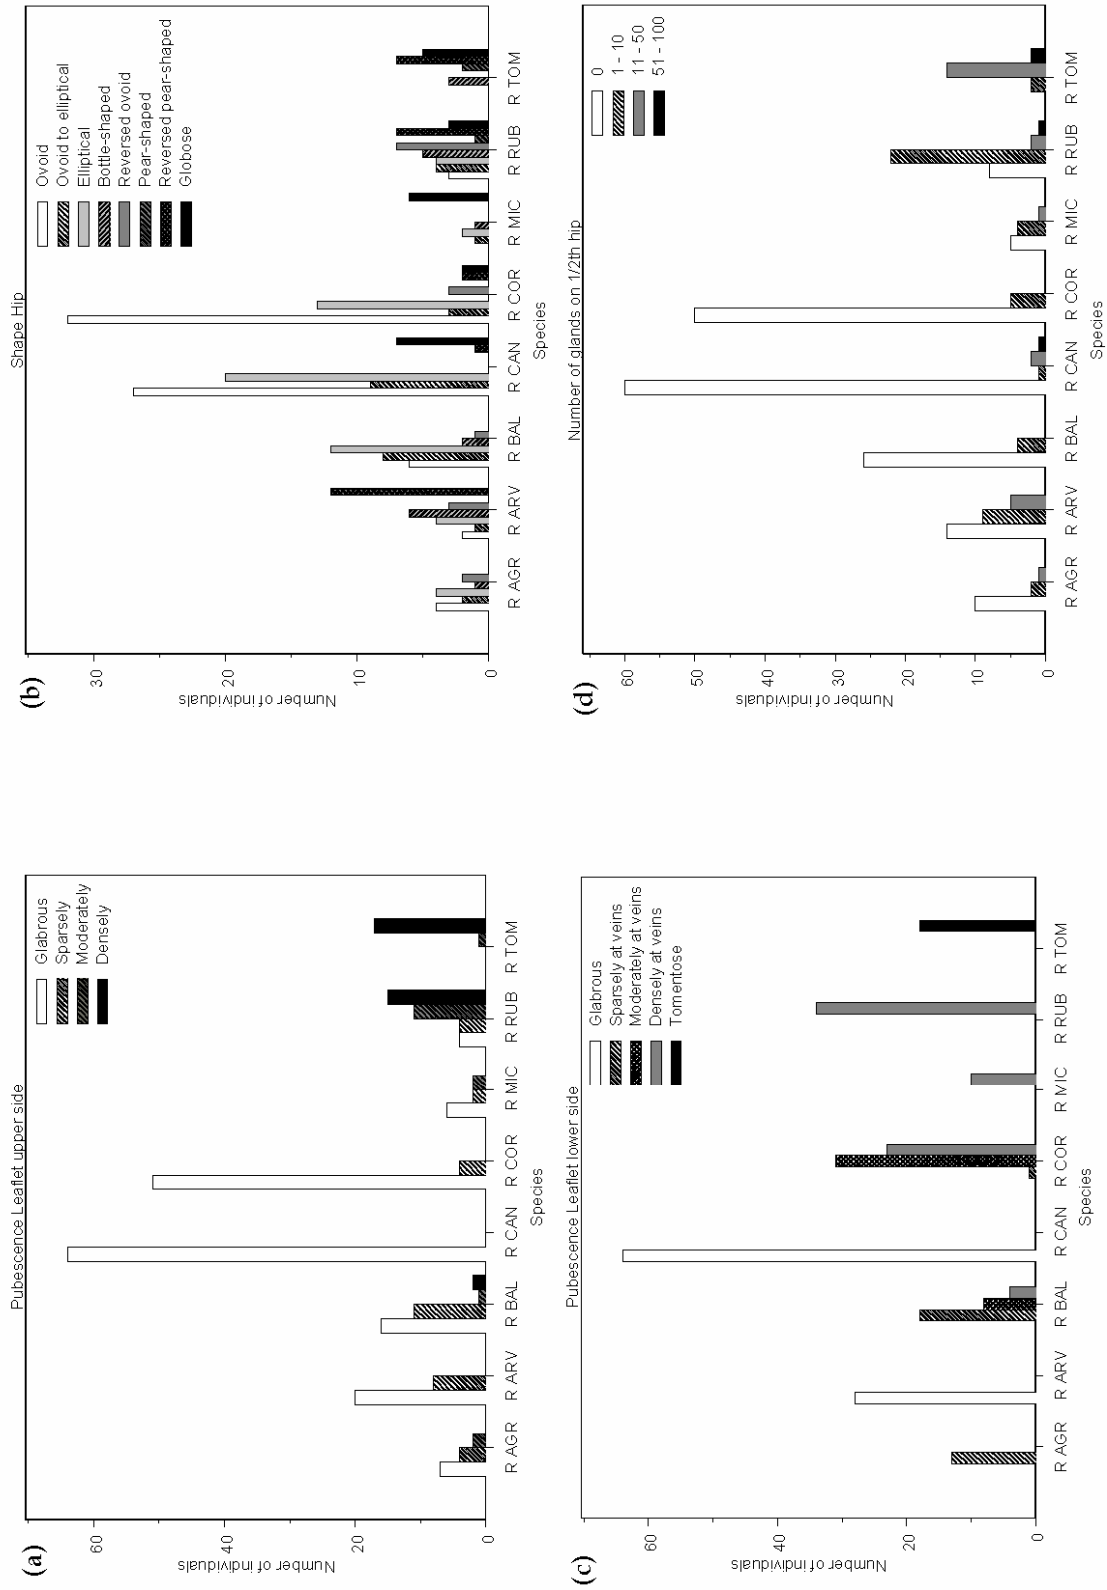 (a)
Pubescence Leaflet upper side
Glabrous
Sparsely
Moderately
Densely
Number of individuals
60
40
20
0
R AGR R ARV R BAL R CAN R COR R MIC R RUB R TOM
Species
(b)
Shape Hip
Ovoid
Ovoid to elliptical
Elliptical
Bottle-shaped
Reversed ovoid
Pear-shaped
Reversed pear-shaped
Globose
Number of individuals
30
20
10
0
R AGR R ARV R BAL R CAN R COR R MIC R RUB R TOM
Species
(c)
Pubescence Leaflet lower side
Glabrous
Sparsely at veins
Moderately at veins
Densely at veins
Tomentose
Number of individuals
60
40
20
0
R AGR R ARV R BAL R CAN R COR R MIC R RUB R TOM
Species
(d)
Number of glands on 1/2th hip
0
1 - 10
11 - 50
51 - 100
Number of individuals
60
50
40
30
20
10
0
R AGR R ARV R BAL R CAN R COR R MIC R RUB R TOM
Species